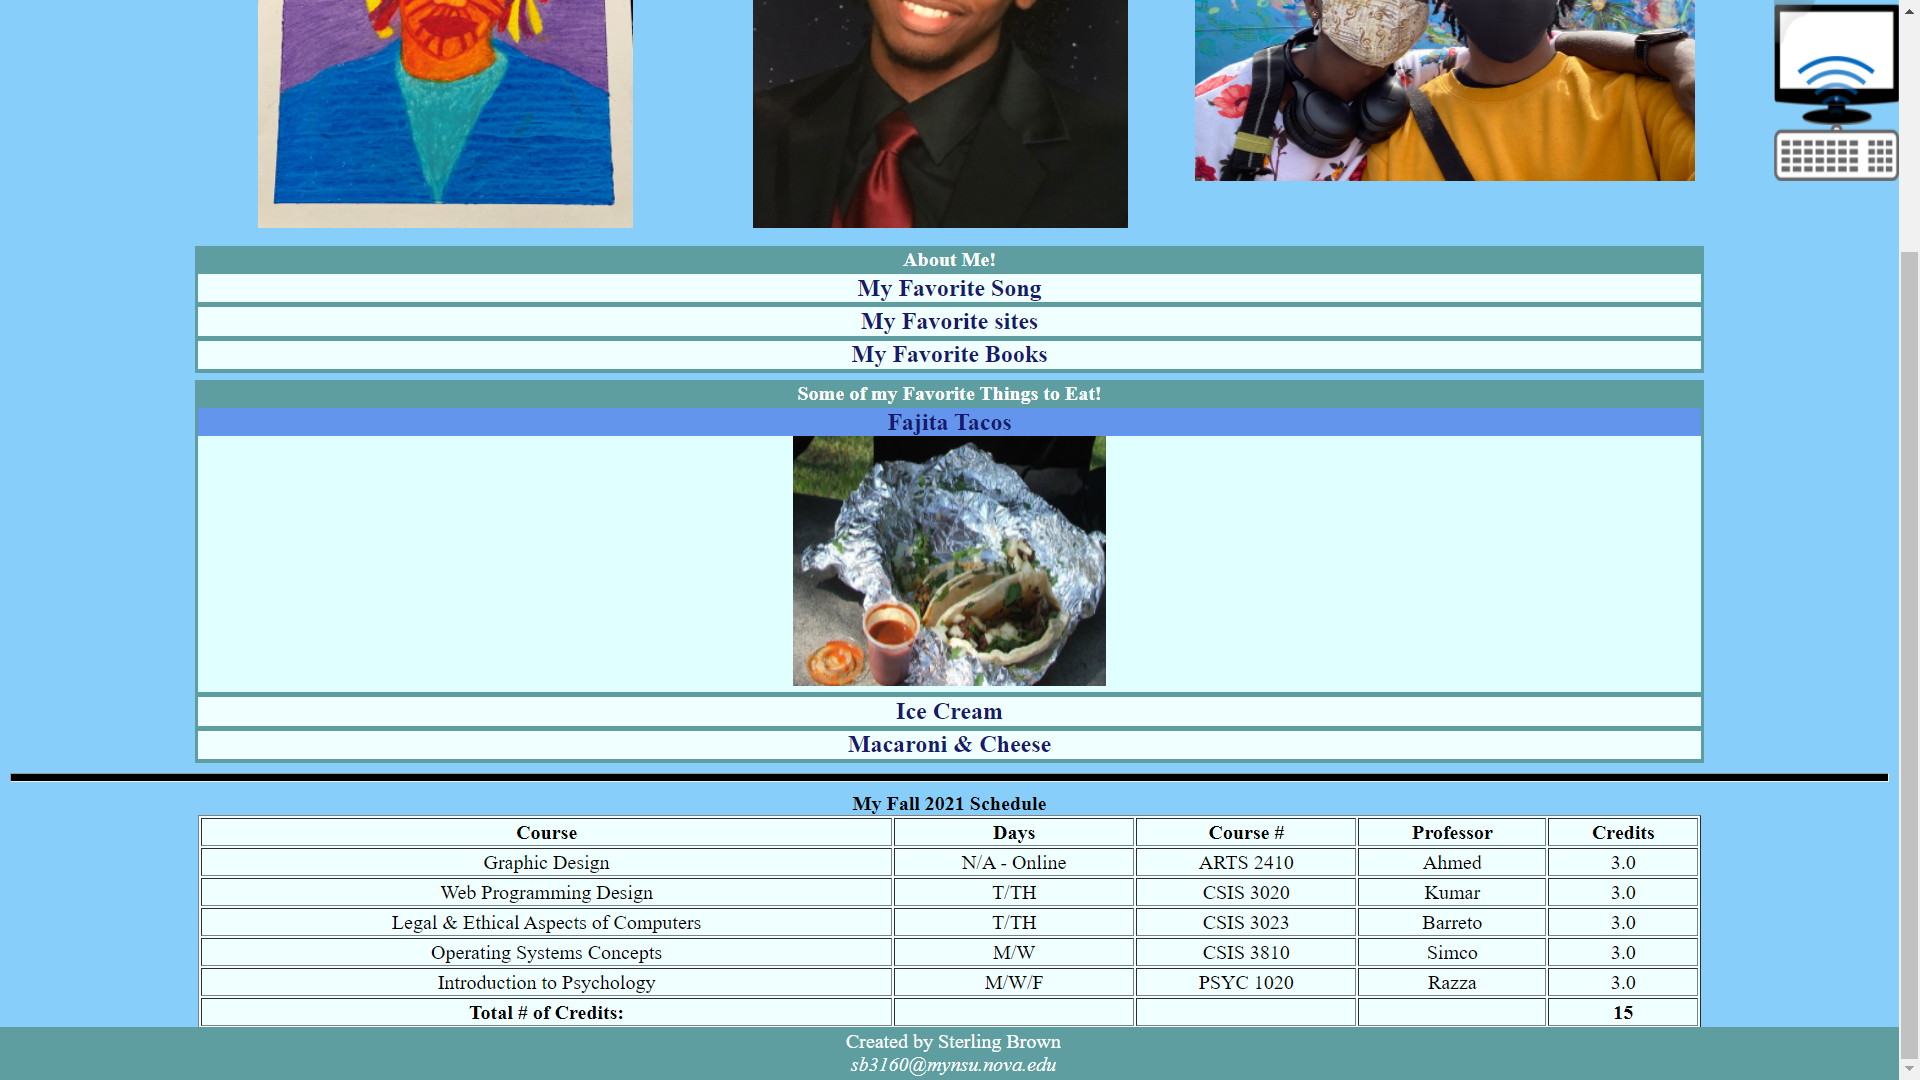 About Me!
My Favorite Song
My Favorite sites
My Favorite Books
Some of my Favorite Things to Eat!
Fajita Tacos
Ice Cream
Macaroni & Cheese
My Fall 2021 Schedule
Course Days Course # Professor Credits
Graphic Design N/A - Online ARTS 2410 Ahmed 3.0
Web Programming Design T/TH CSIS 3020 Kumar 3.0
Legal & Ethical Aspects of Computers T/TH CSIS 3023 Barreto 3.0
Operating Systems Concepts M/W CSIS 3810 Simco 3.0
Introduction to Psychology M/W/F PSYC 1020 Razza 3.0
Total # of Credits: 15
Created by Sterling Brown
sb3160@mynsu.nova.edu